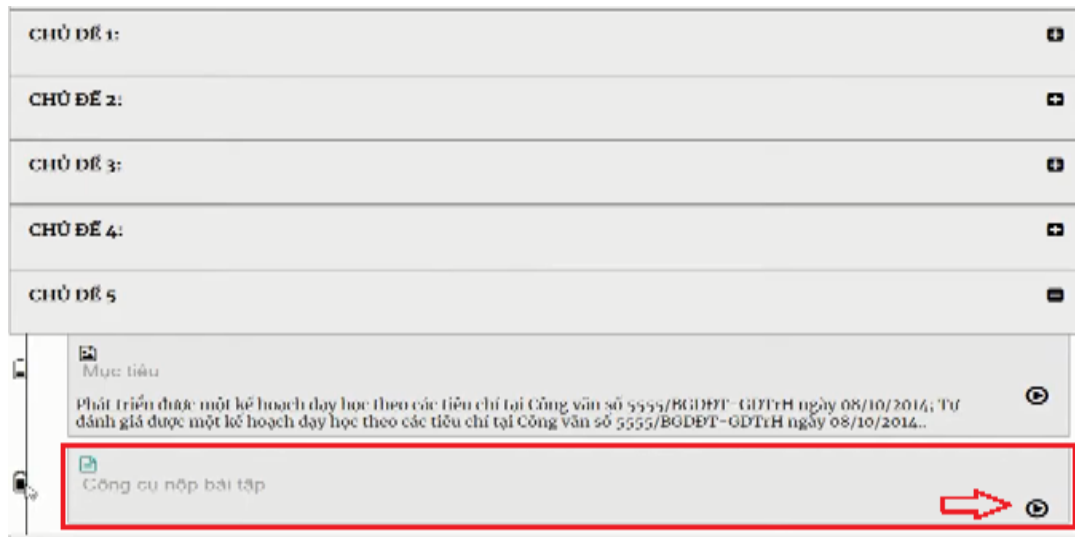 CHỦ ĐỀ 1:
CHỦ ĐỀ 2:
CHỦ ĐỀ 3:
CHỦ ĐỀ 4:
CHỦ ĐỀ 5
Mục tiêu
Phát triển được một kế hoạch dạy học theo các tiêu chí tại Công văn số 5555/BGDĐT-GDTrH ngày 08/10/2014; Tự
đánh giá được một kế hoạch dạy học theo các tiêu chí tại Công văn số 5555/BGDĐT-GDTrH ngày 08/10/2014..
Công cụ nộp bài tập